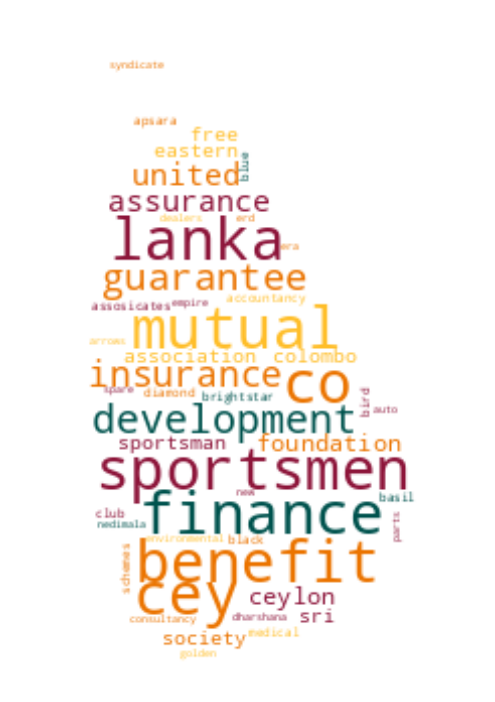 syndicate
apsara
free
eastern
blue
united
assurance
dealers erd
lanka
era
guarantee
accountancy
assosicates empire
mutual
arrows
association colombo
insurance
co
spare
diamond
brightstar
bird
auto
development
sportsman
foundation
sportsmen
new
basil
finance
club
nedimala
parts
environmental black
benefit
schemes
cey
ceylon
consultancy
dharshana
sri
society
medical
golden